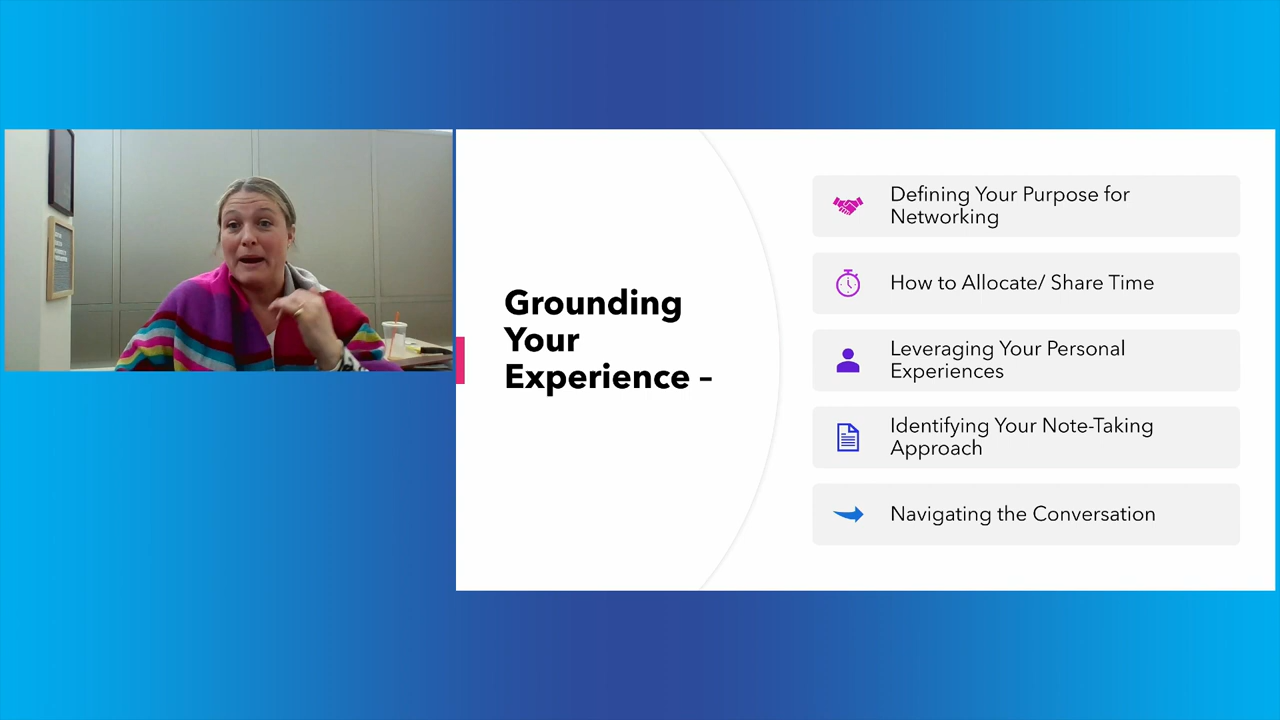 Grounding
Your
Experience –
Defining Your Purpose for
Networking
How to Allocate/ Share Time
Leveraging Your Personal
Experiences
Identifying Your Note-Taking
Approach
Navigating the Conversation